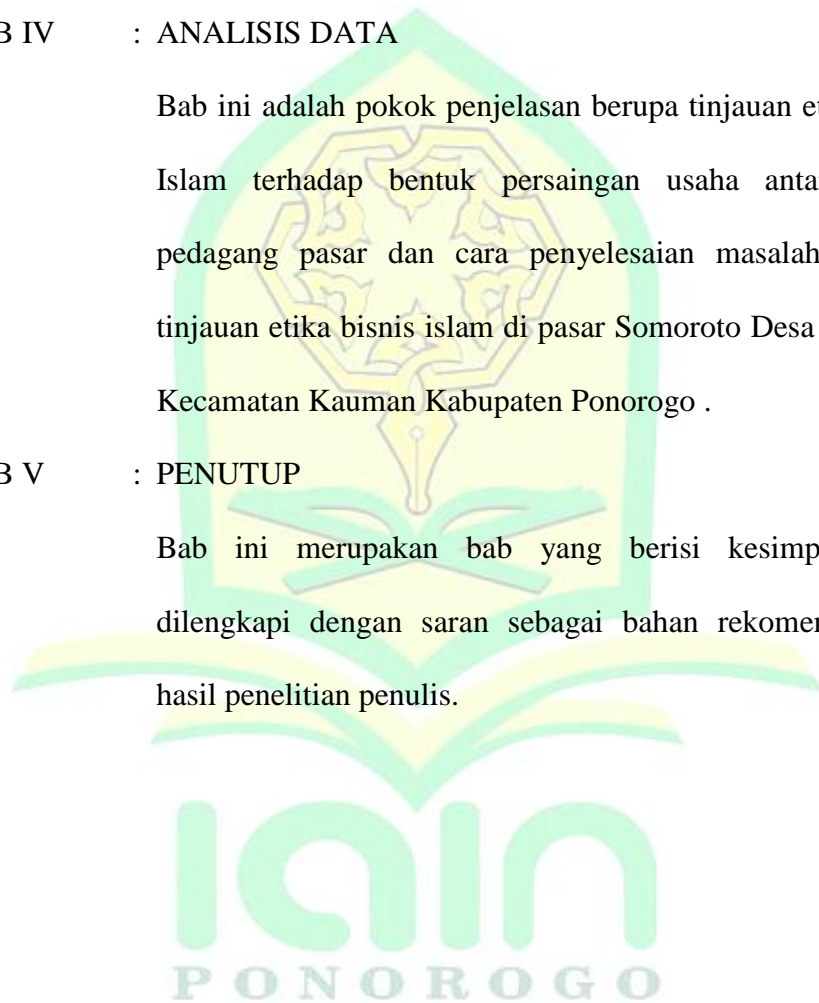 B IV : ANALISIS DATA
Bab ini adalah pokok penjelasan berupa tinjauan et
Islam terhadap bentuk persaingan usaha anta
pedagang pasar dan cara penyelesaian masalah
tinjauan etika bisnis islam di pasar Somoroto Desa
Kecamatan Kauman Kabupaten Ponorogo .
B V : PENUTUP
Bab ini merupakan bab yang berisi kesimp
dilengkapi dengan saran sebagai bahan rekomen
hasil penelitian penulis.
iain
PONOROGO